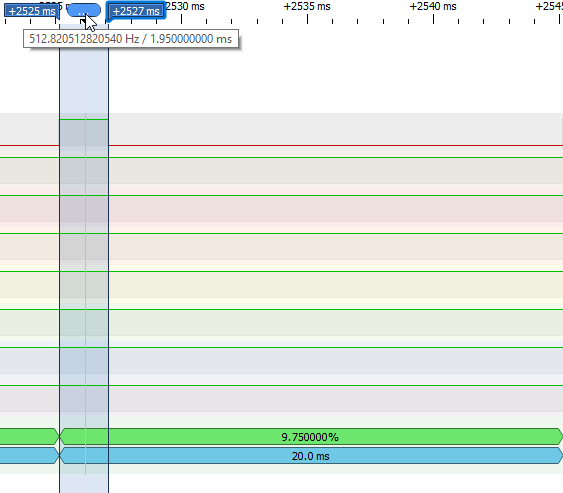 +2525 ms ... +2527 ms 2530 ms +2535 ms +2540 ms
512.820512820540 Hz / 1.950000000 ms
9.750000%
20.0 ms